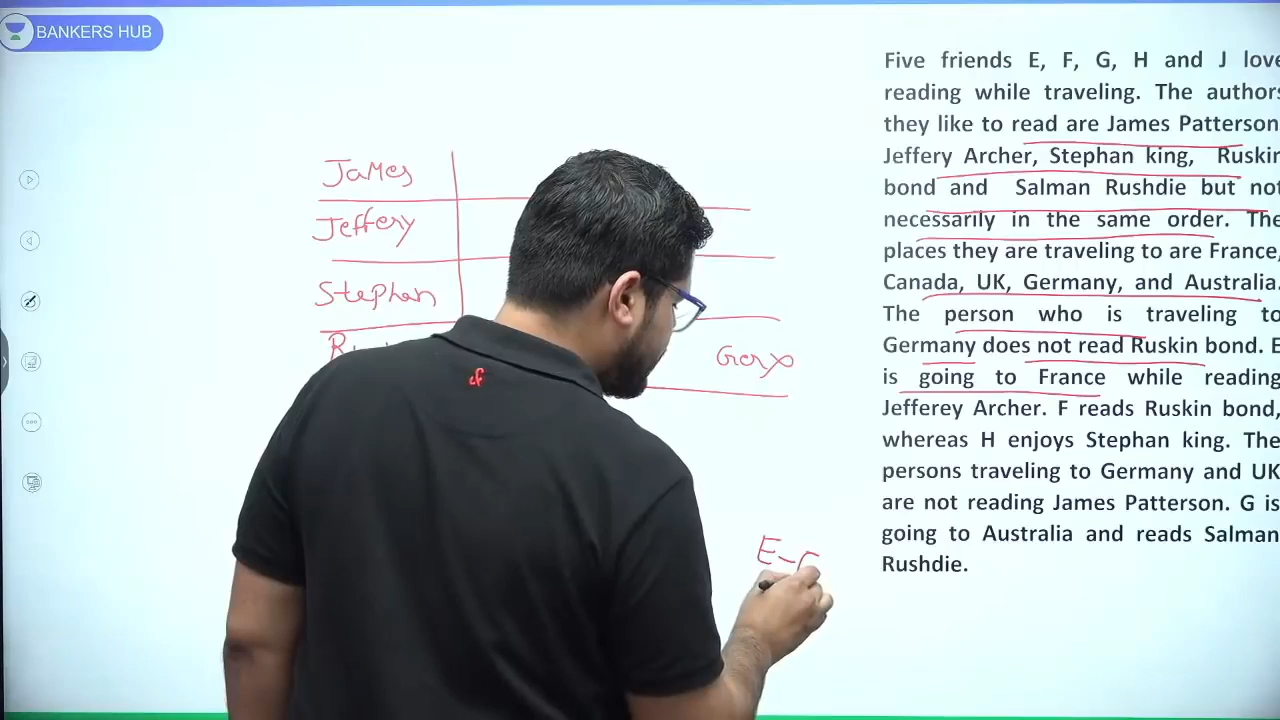 BANKERS HUB
Five friends E, F, G, H and J love
reading while traveling. The authors
they like to read are James Patterson
Jeffery Archer, Stephan king, Ruskin
bond and Salman Rushdie but not
necessarily in the same order. The
places they are traveling to are France,
Canada, UK, Germany, and Australia.
The person who is traveling to
Germany does not read Ruskin bond. E
is going to France while reading
Jefferey Archer. F reads Ruskin bond,
whereas H enjoys Stephan king. The
persons traveling to Germany and UK
are not reading James Patterson. G is
going to Australia and reads Salman
Rushdie.
James
Jeffery
Stephan
Ger×
E-